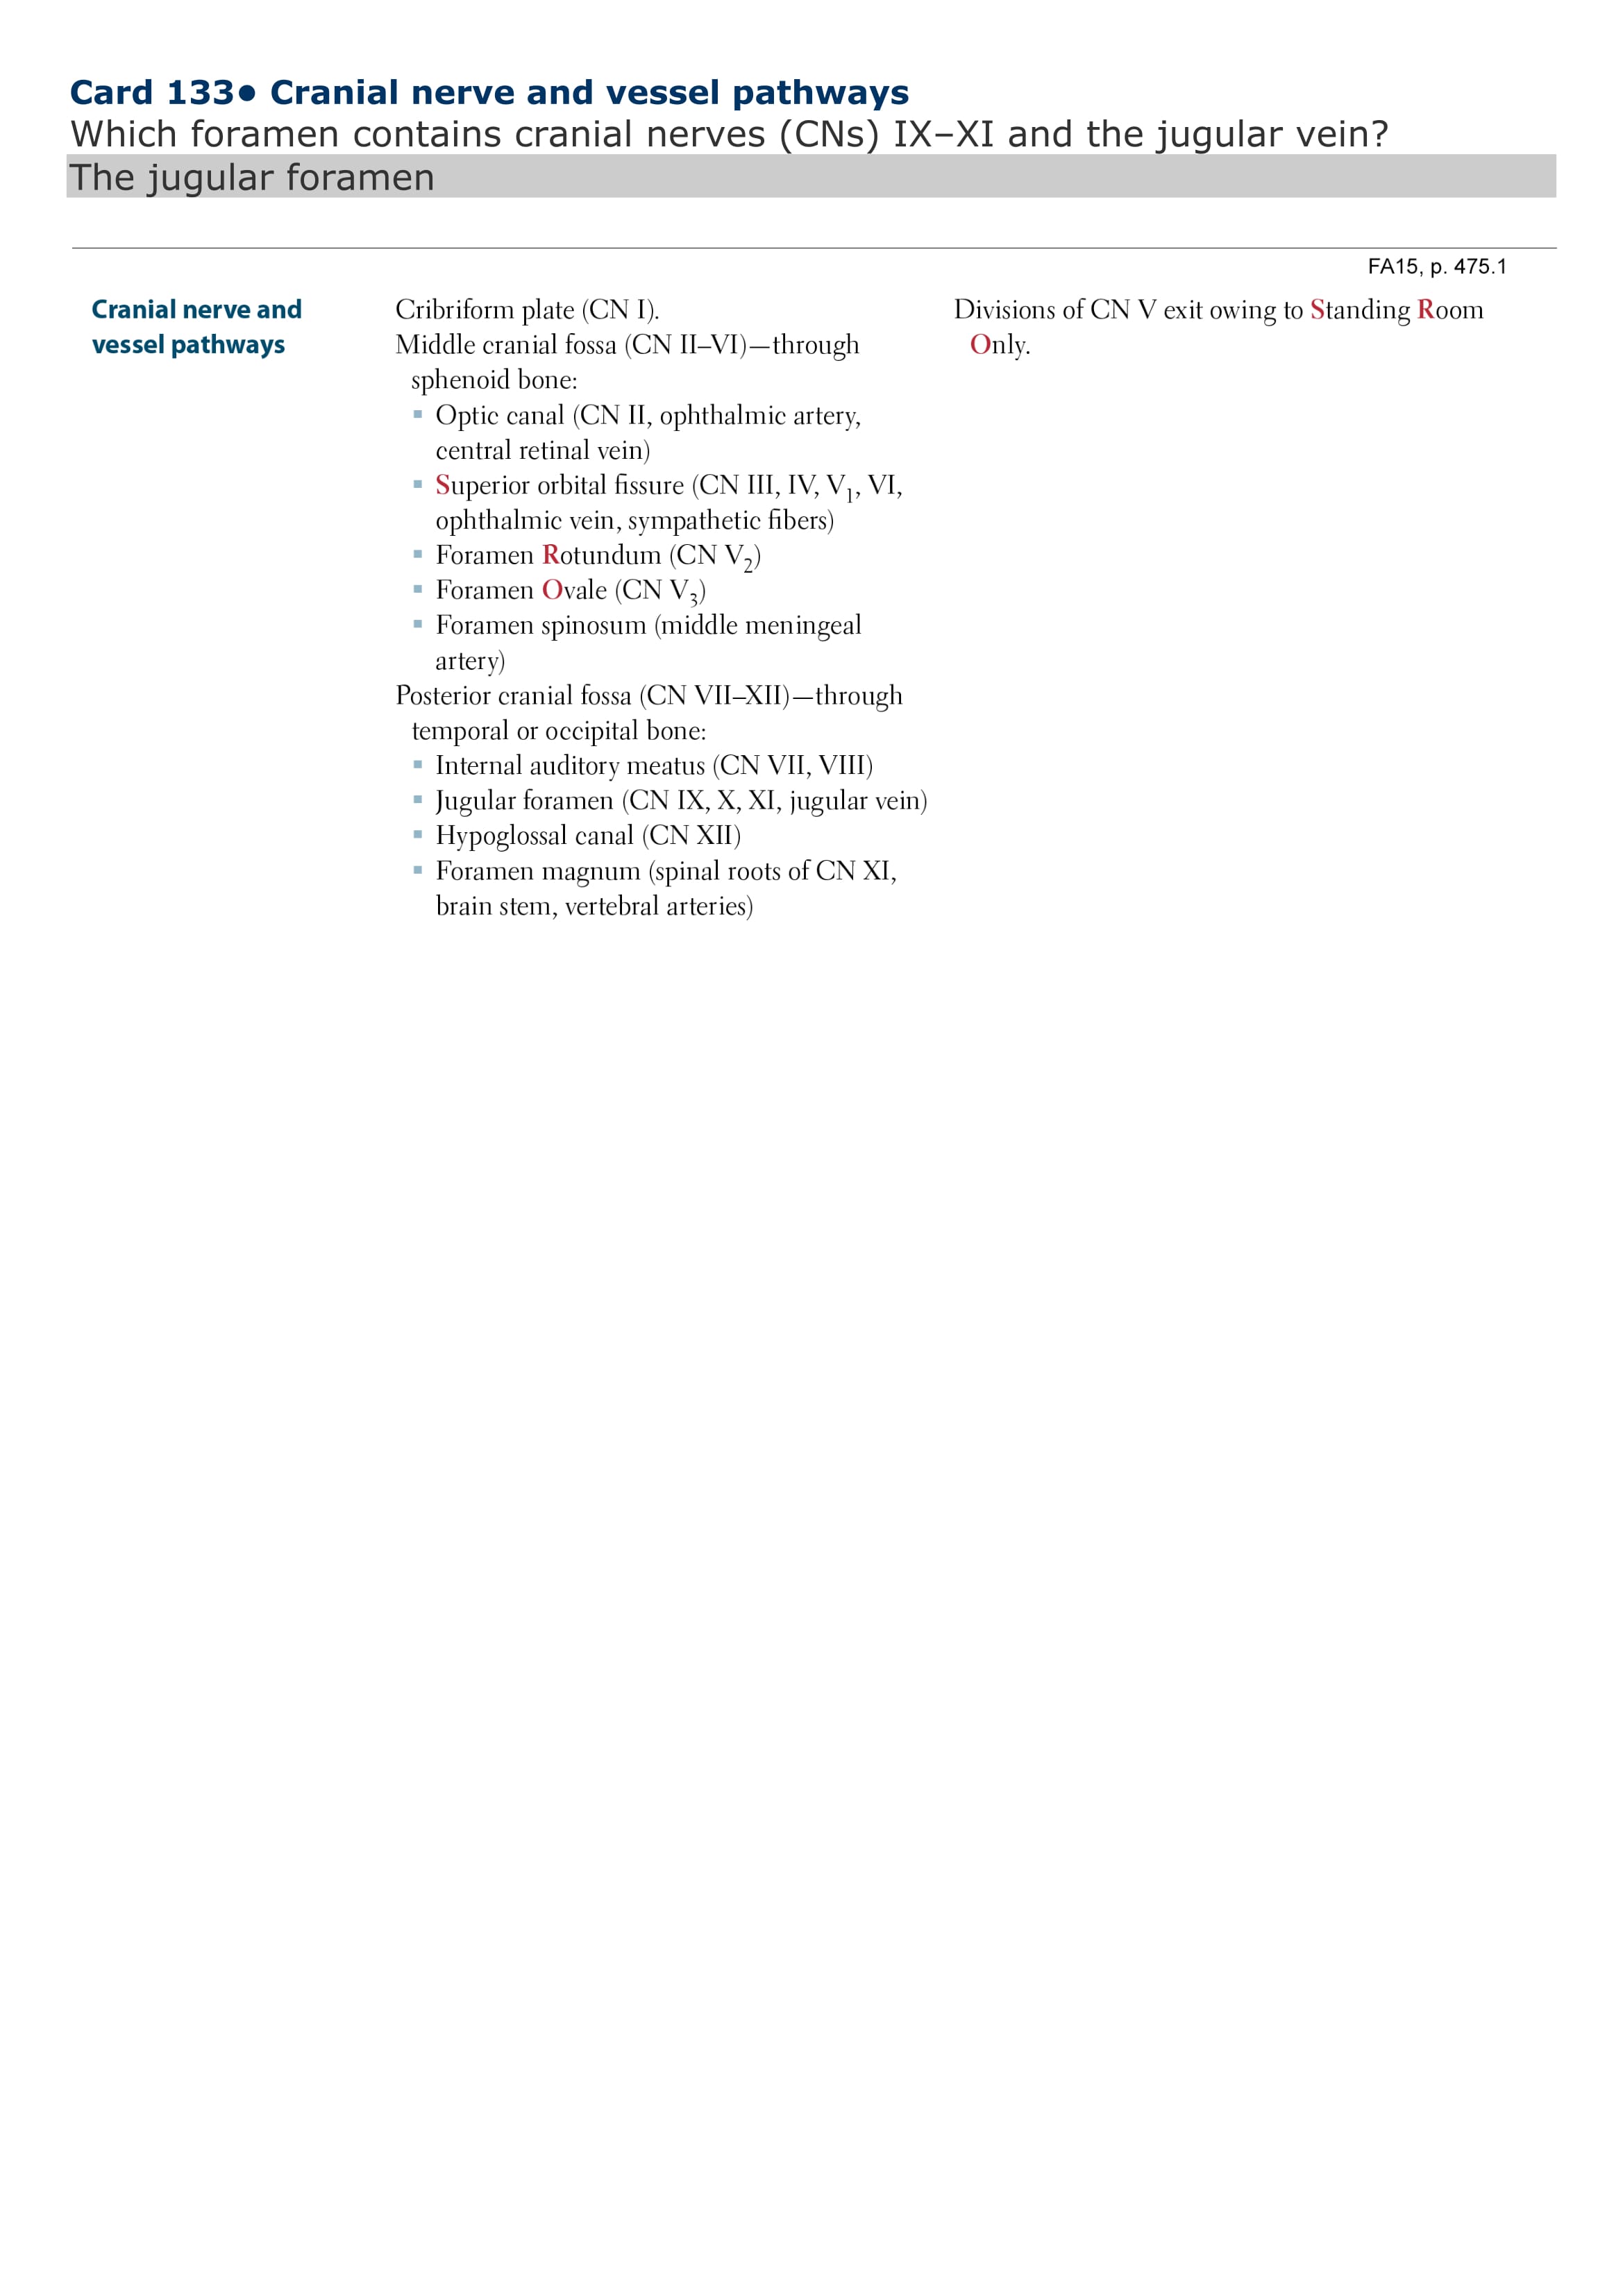 Card 133• Cranial nerve and vessel pathways
Which foramen contains cranial nerves (CNs) IX–XI and the jugular vein?
The jugular foramen
FA15, p. 475.1
Cranial nerve and
vessel pathways
Cribriform plate (CN I).
Middle cranial fossa (CN II–VI)—through
sphenoid bone:
▪ Optic canal (CN II, ophthalmic artery,
central retinal vein)
▪ Superior orbital fissure (CN III, IV, V₁, VI,
ophthalmic vein, sympathetic fibers)
▪ Foramen Rotundum (CN V₂)
▪ Foramen Ovale (CN V₃)
▪ Foramen spinosum (middle meningeal
artery)
Posterior cranial fossa (CN VII–XII)—through
temporal or occipital bone:
▪ Internal auditory meatus (CN VII, VIII)
▪ Jugular foramen (CN IX, X, XI, jugular vein)
▪ Hypoglossal canal (CN XII)
▪ Foramen magnum (spinal roots of CN XI,
brain stem, vertebral arteries)
Divisions of CN V exit owing to Standing Room
Only.